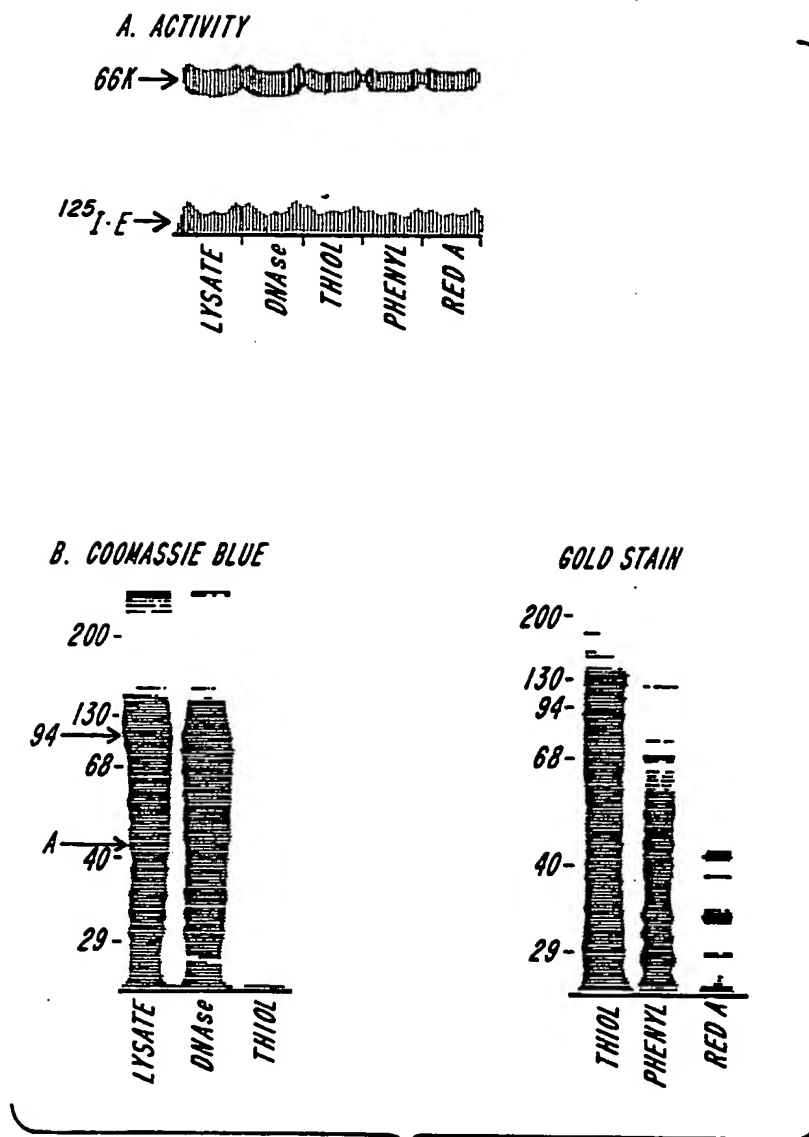 A. ACTIVITY
66K
125I·E
LYSATE
DNAse
THIOL
PHENYL
RED A
B. COOMASSIE BLUE
200-
130-
94
68-
A
40-
29-
LYSATE
DNAse
THIOL
GOLD STAIN
200-
130-
94-
68-
40-
29-
THIOL
PHENYL
RED A